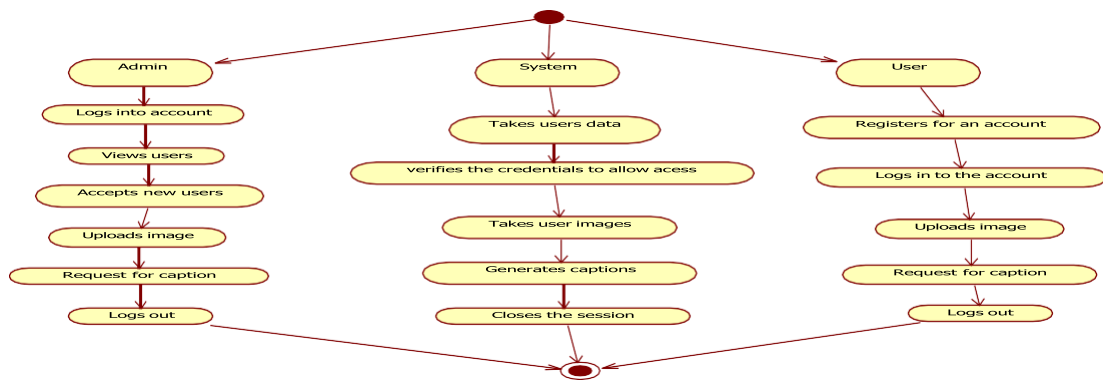 Admin
Logs into account
Views users
Accepts new users
Uploads image
Request for caption
Logs out
System
Takes users data
verifies the credentials to allow acess
Takes user images
Generates captions
Closes the session
User
Registers for an account
Logs in to the account
Uploads image
Request for caption
Logs out